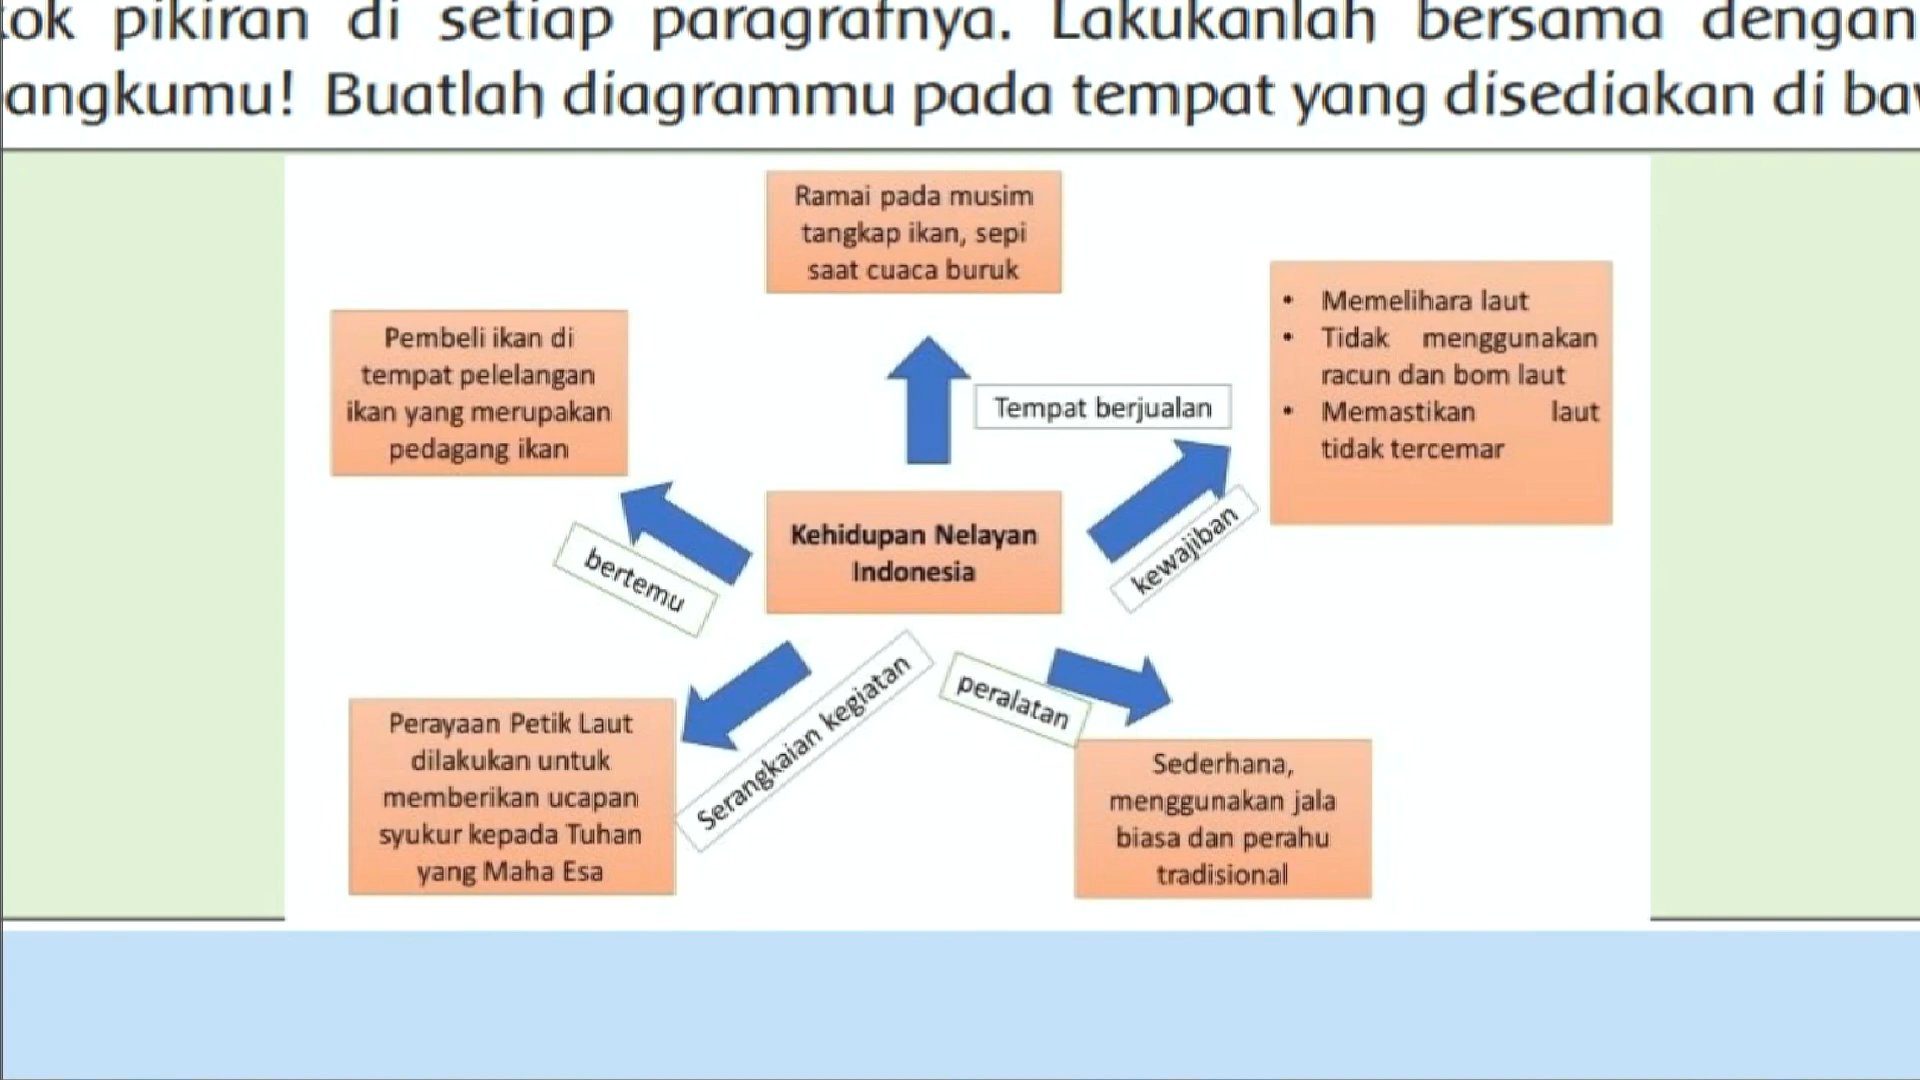 pikiran di setiap paragrafnya. Lakukanlah bersama dengan
Buatlah diagrammu pada tempat yang disediakan di
Ramai pada musim
tangkap ikan, sepi
saat cuaca buruk
Pembeli ikan di
tempat pelelangan
ikan yang merupakan
pedagang ikan
Tempat berjualan
• Memelihara laut
• Tidak menggunakan
racun dan bom laut
• Memastikan laut
tidak tercemar
Kehidupan Nelayan
Indonesia
bertemu
kewajiban
Serangkaian kegiatan
peralatan
Perayaan Petik Laut
dilakukan untuk
memberikan ucapan
syukur kepada Tuhan
yang Maha Esa
Sederhana,
menggunakan jala
biasa dan perahu
tradisional